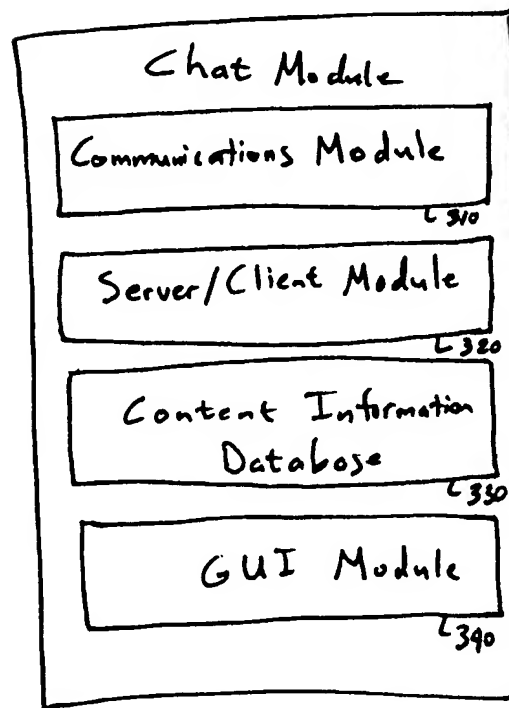 Chat Module
Communications Module
310
Server/Client Module
320
Content Information
Database
330
GUI Module
340